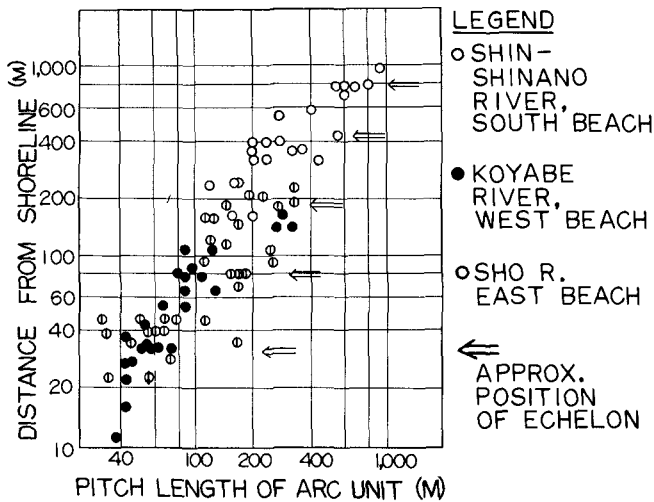 DISTANCE FROM SHORELINE (M)
1,000
600
400
200
100
60
40
20
10
40
100
200
400
1,000
PITCH LENGTH OF ARC UNIT (M)
LEGEND
SHIN-
SHINANO
RIVER,
SOUTH BEACH
KOYABE
RIVER,
WEST BEACH
SHO R.
EAST BEACH
APPROX.
POSITION
OF ECHELON